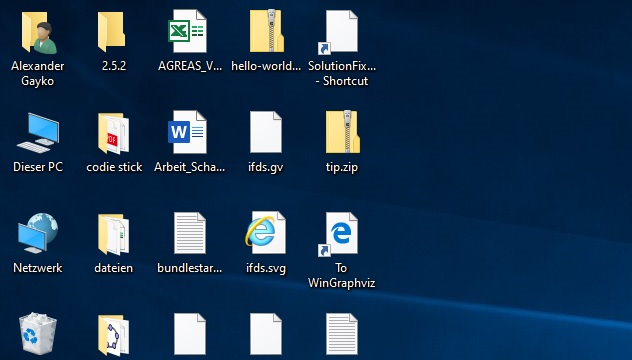 Alexander
Gayko
2.5.2
AGREAS_V...
hello-world...
SolutionFix...
- Shortcut
Dieser PC
codie stick
Arbeit_Scha...
ifds.gv
tip.zip
Netzwerk
dateien
bundlestar...
ifds.svg
To
WinGraphviz